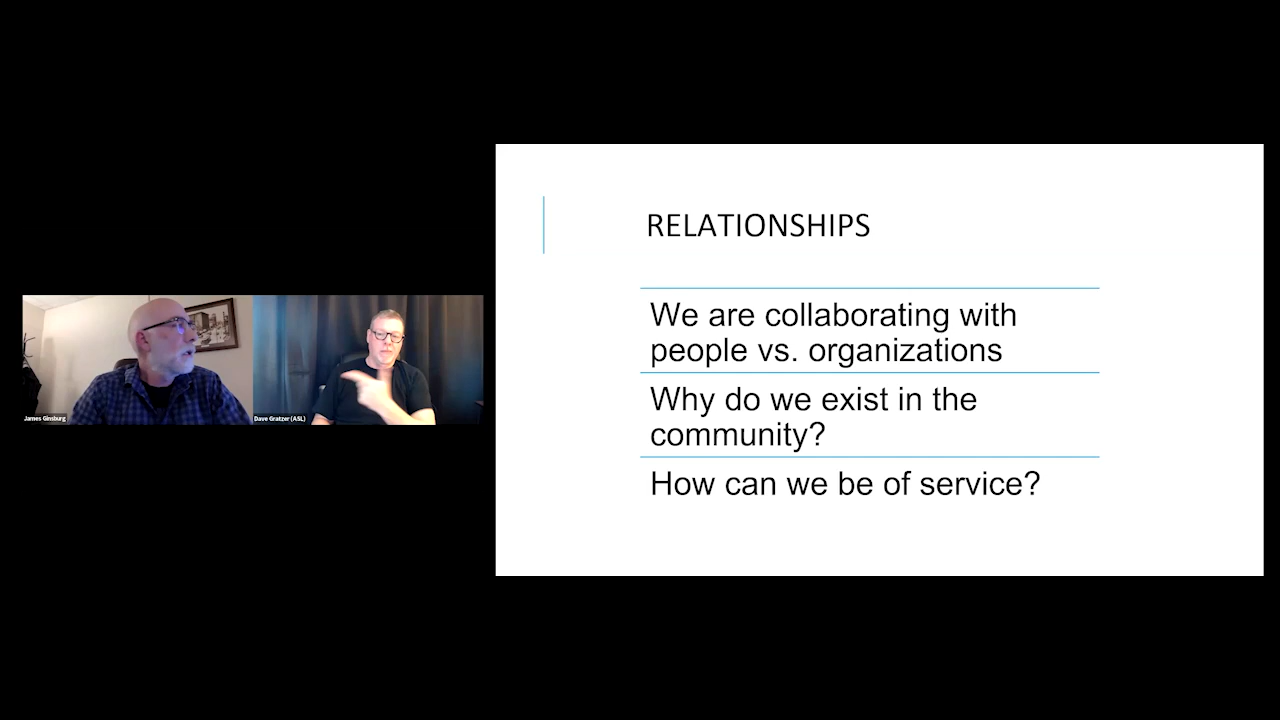 James Ginsburg
Dave Gratzer (ASL)
RELATIONSHIPS
We are collaborating with
people vs. organizations
Why do we exist in the
community?
How can we be of service?